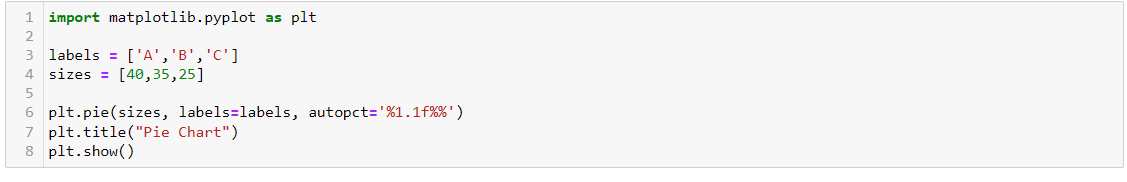 1 import matplotlib.pyplot as plt
2
3 labels = ['A','B','C']
4 sizes = [40,35,25]
5
6 plt.pie(sizes, labels=labels, autopct='%1.1f%%')
7 plt.title("Pie Chart")
8 plt.show()